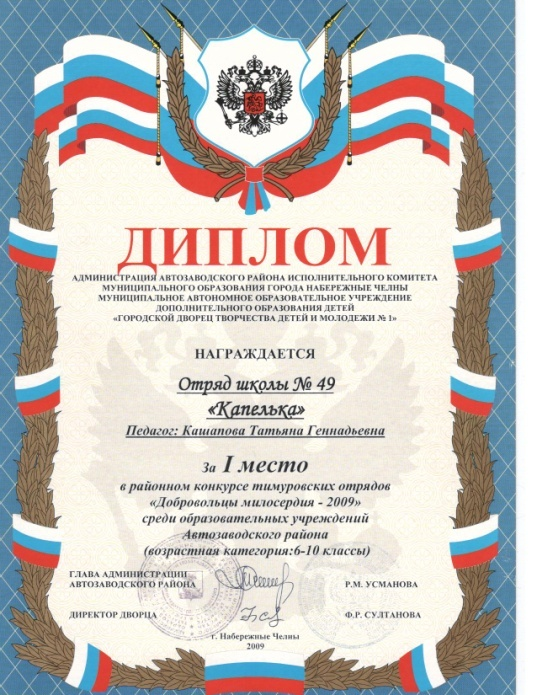 ДИПЛОМ
АДМИНИСТРАЦИЯ АВТОЗАВОДСКОГО РАЙОНА ИСПОЛНИТЕЛЬНОГО КОМИТЕТА
МУНИЦИПАЛЬНОГО ОБРАЗОВАНИЯ ГОРОДА НАБЕРЕЖНЫЕ ЧЕЛНЫ
МУНИЦИПАЛЬНОЕ АВТОНОМНОЕ ОБРАЗОВАТЕЛЬНОЕ УЧРЕЖДЕНИЕ
ДОПОЛНИТЕЛЬНОГО ОБРАЗОВАНИЯ ДЕТЕЙ
«ГОРОДСКОЙ ДВОРЕЦ ТВОРЧЕСТВА ДЕТЕЙ И МОЛОДЕЖИ № 1»
НАГРАЖДАЕТСЯ
Отряд школы № 49
«Капелька»
Педагог: Кашапова Татьяна Геннадьевна
За I место
в районном конкурсе тимуровских отрядов
«Добровольцы милосердия - 2009»
среди образовательных учреждений
Автозаводского района
(возрастная категория:6-10 классы)
ГЛАВА АДМИНИСТРАЦИИ
АВТОЗАВОДСКОГО РАЙОНА Р.М. УСМАНОВА
ДИРЕКТОР ДВОРЦА Ф.Р. СУЛТАНОВА
г. Набережные Челны
2009